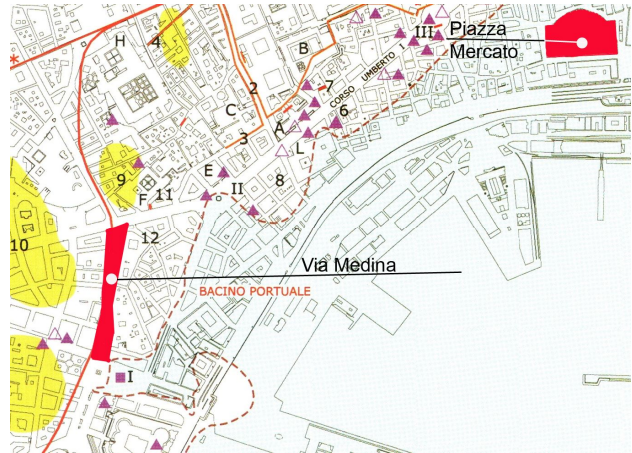 H
4
B
III
Piazza
Mercato
2
7
CORSO UMBERTO I
C
A
6
3
L
E
9
II
8
F
11
12
10
Via Medina
BACINO PORTUALE
I